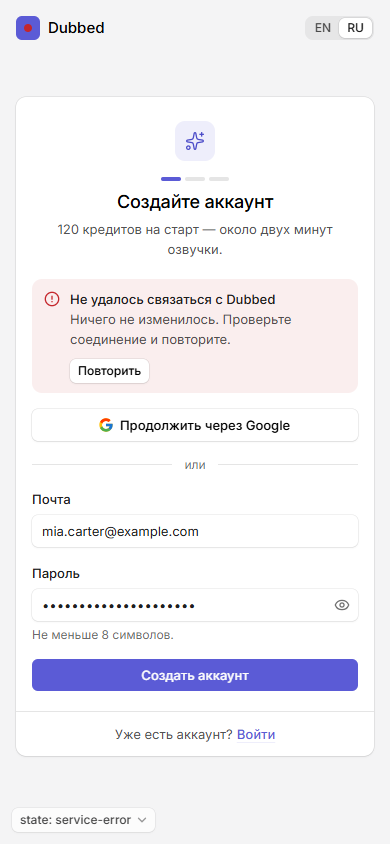 Dubbed
EN RU
Создайте аккаунт
120 кредитов на старт — около двух минут
озвучки.
Не удалось связаться с Dubbed
Ничего не изменилось. Проверьте
соединение и повторите.
Повторить
Продолжить через Google
или
Почта
mia.carter@example.com
Пароль
Не меньше 8 символов.
Создать аккаунт
Уже есть аккаунт? Войти
state: service-error